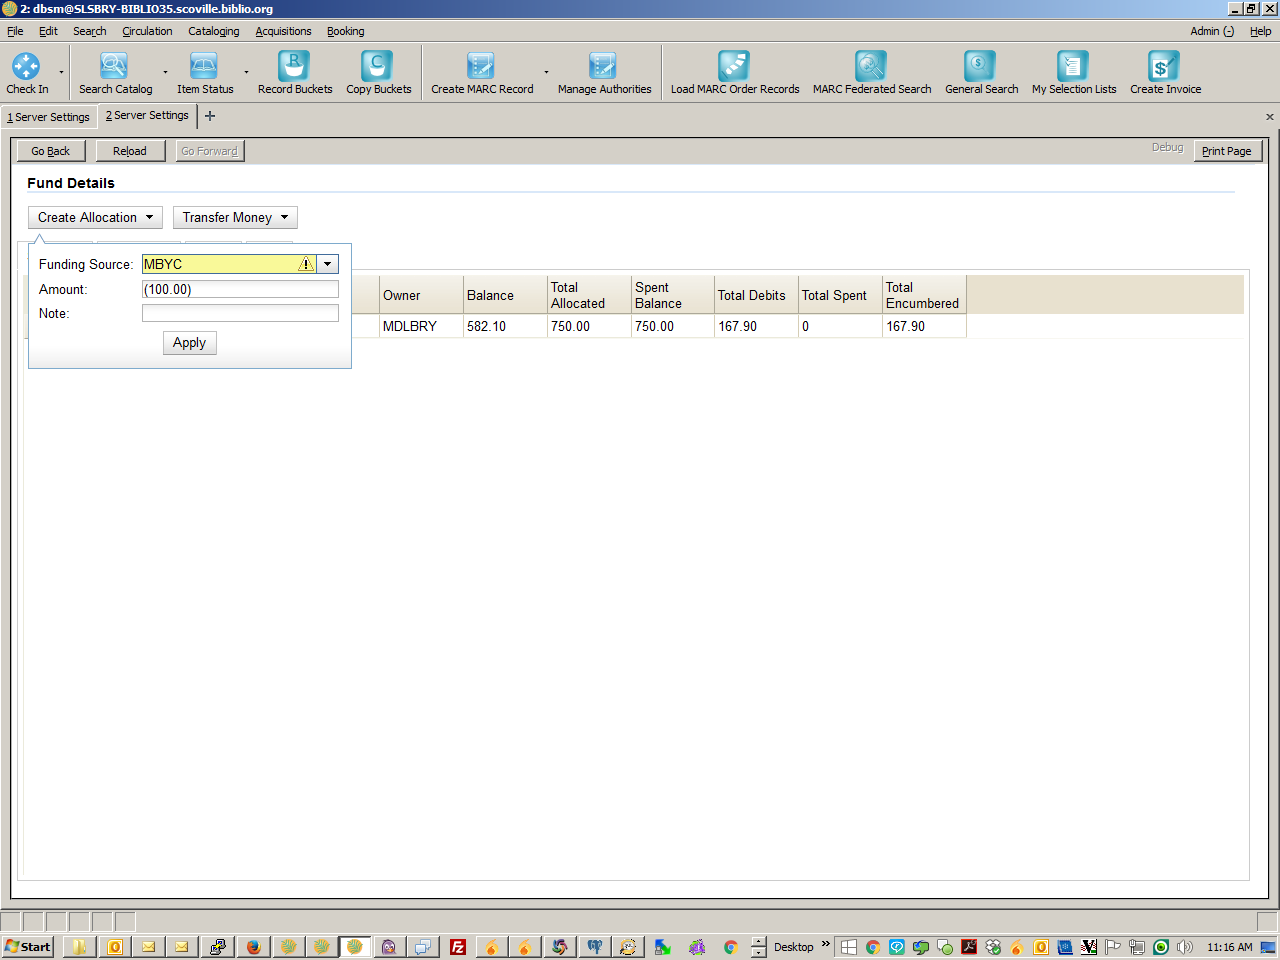 2: dbsm@SLSBRY-BIBLIO35.scoville.biblio.org
File Edit Search Circulation Cataloging Acquisitions Booking Admin (-) Help
Check In Search Catalog Item Status Record Buckets Copy Buckets Create MARC Record Manage Authorities Load MARC Order Records MARC Federated Search General Search My Selection Lists Create Invoice
1 Server Settings 2 Server Settings
Go Back Reload Go Forward Debug Print Page
Fund Details
Create Allocation Transfer Money
Funding Source: MBYC
Amount: (100.00)
Note:
Apply
Owner Balance Total Allocated Spent Balance Total Debits Total Spent Total Encumbered
MDLBRY 582.10 750.00 750.00 167.90 0 167.90
Start Desktop 11:16 AM